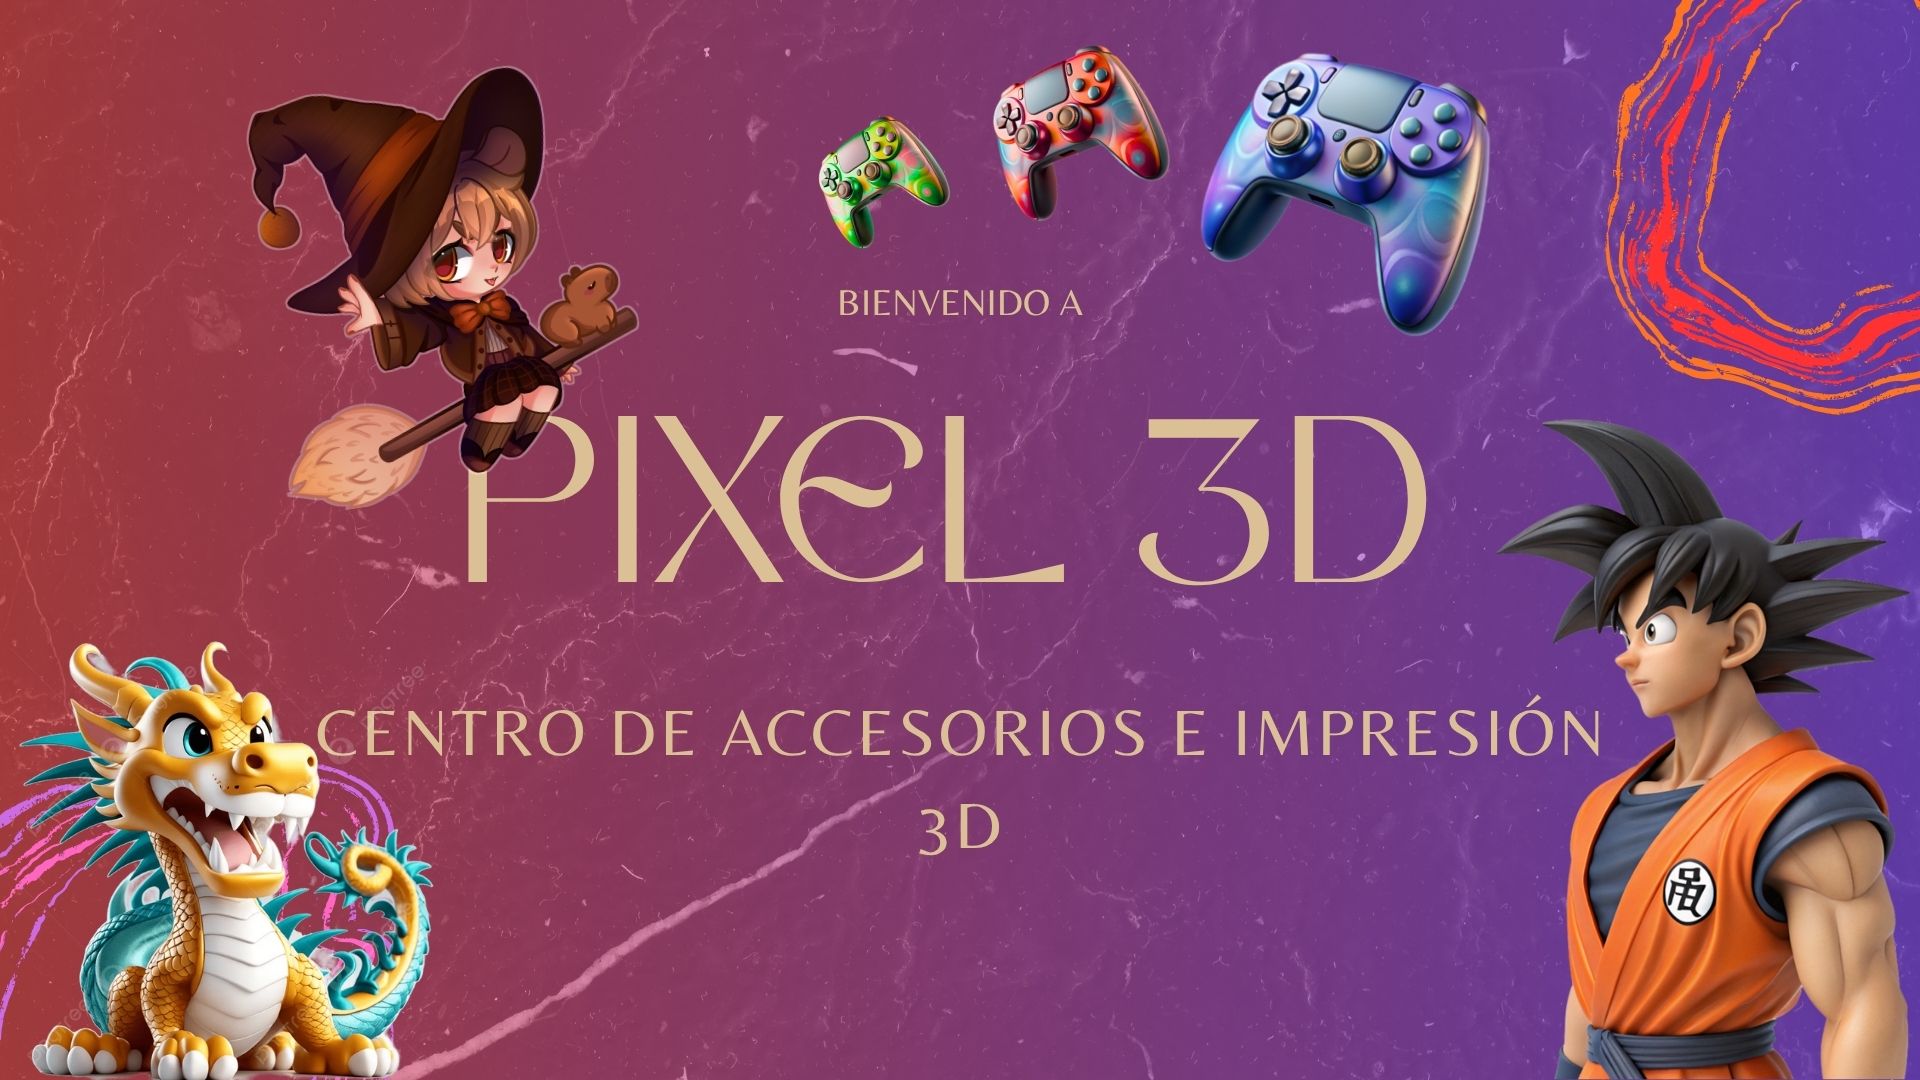 BIENVENIDO A
PIXEL 3D
CENTRO DE ACCESORIOS E IMPRESIÓN
3D